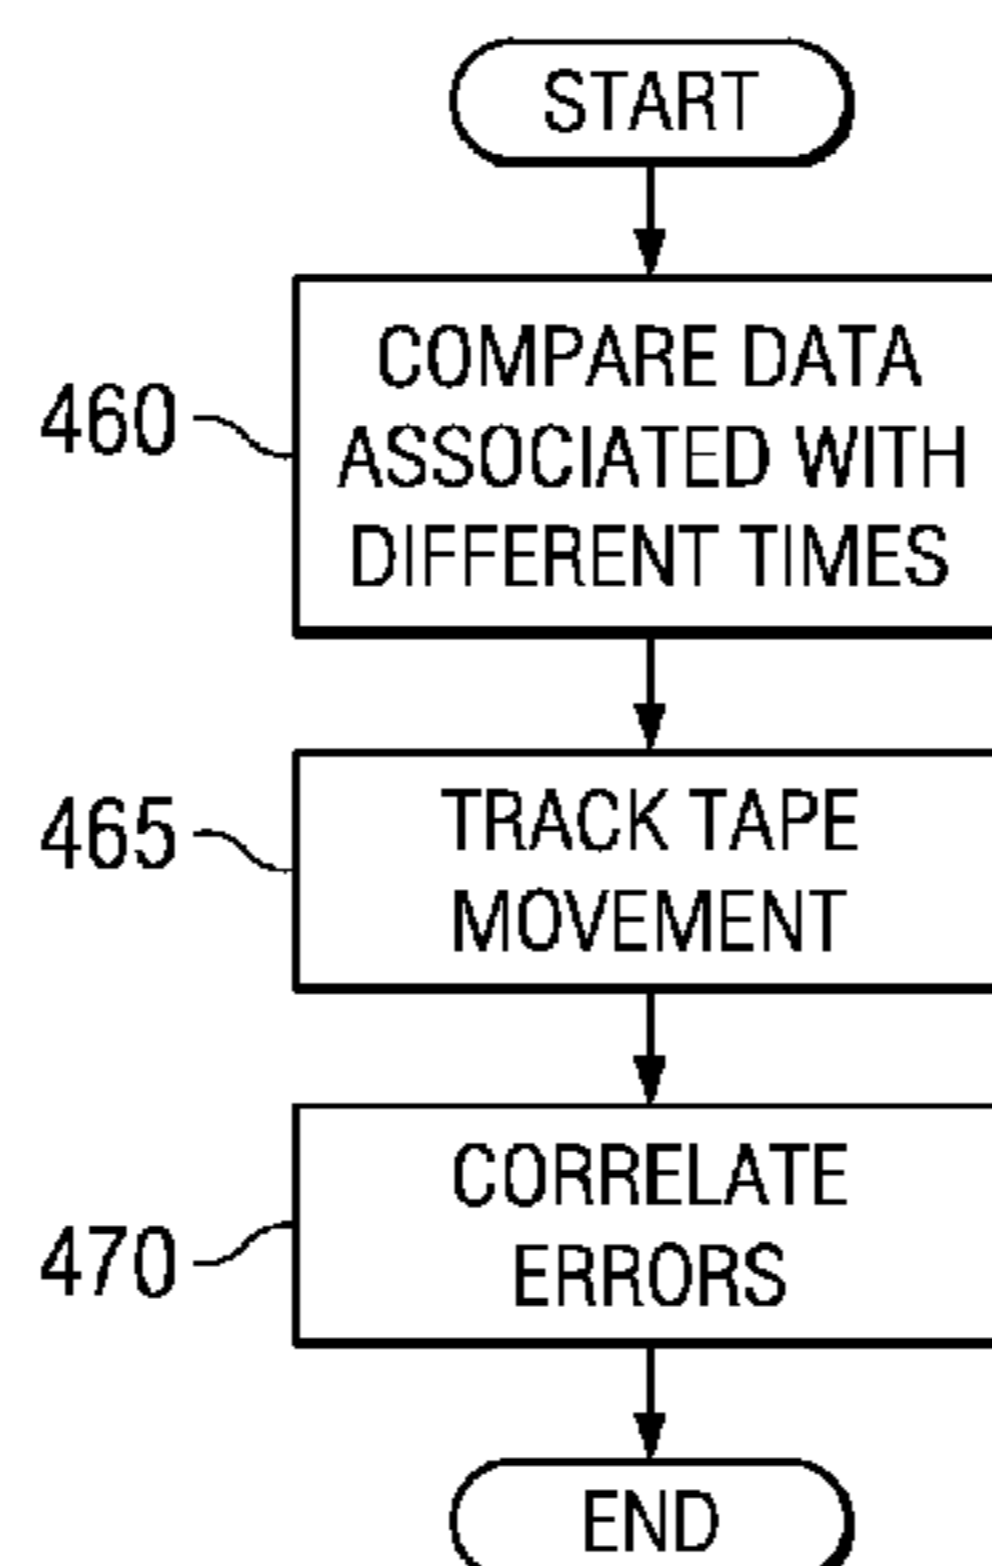 START
460
COMPARE DATA
ASSOCIATED WITH
DIFFERENT TIMES
465
TRACK TAPE
MOVEMENT
470
CORRELATE
ERRORS
END